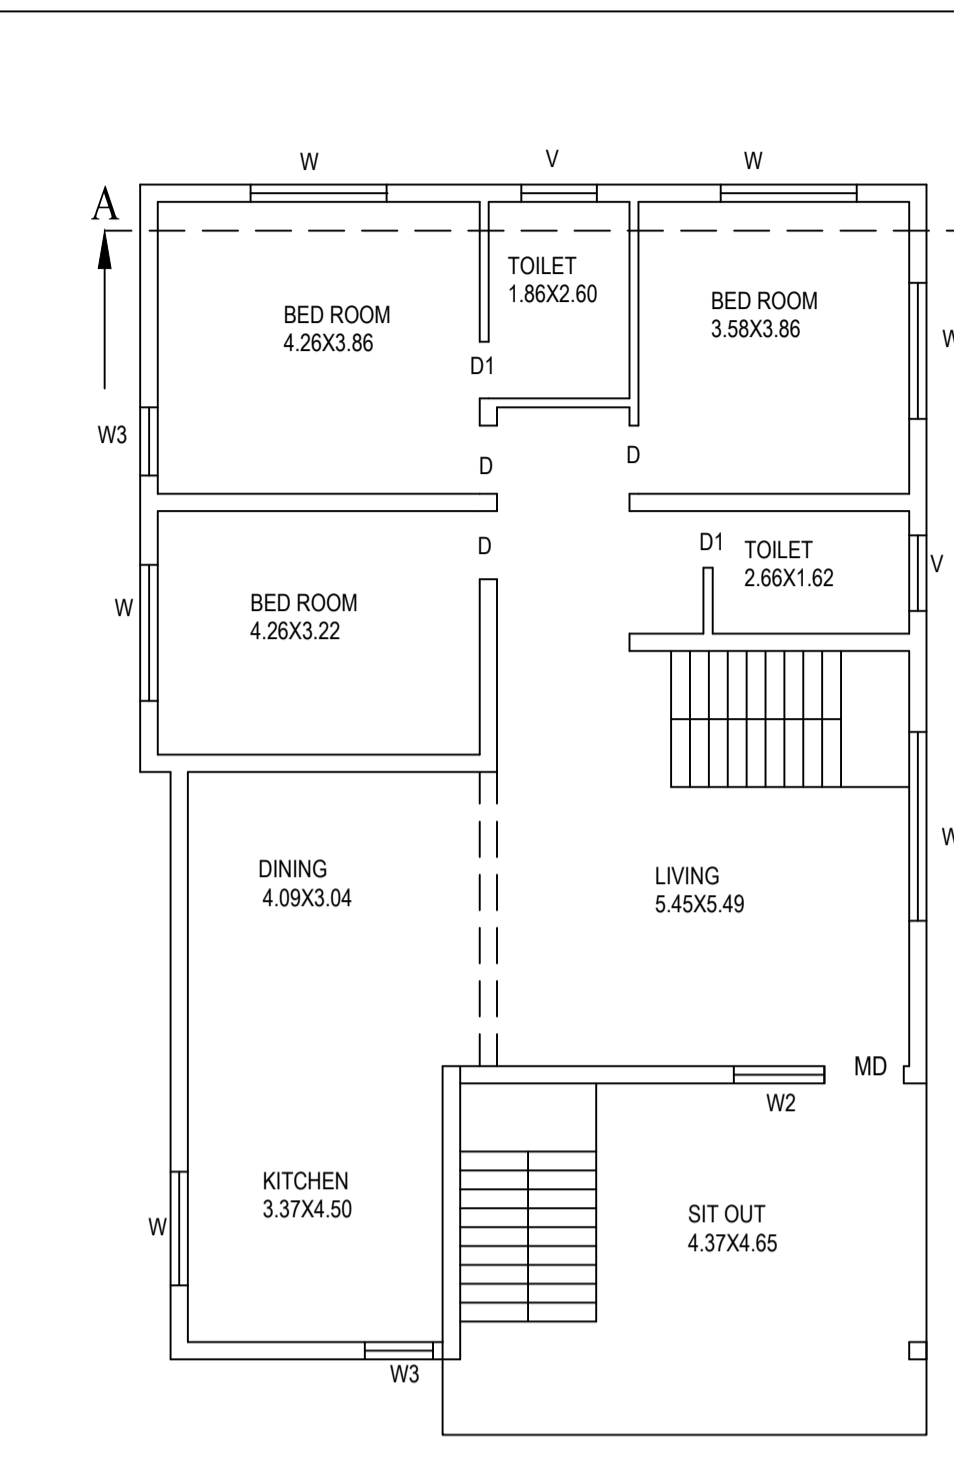 W
V
W
A
TOILET
1.86X2.60
BED ROOM
4.26X3.86
BED ROOM
3.58X3.86
W
D1
W3
D
D
D
D1
TOILET
2.66X1.62
V
BED ROOM
4.26X3.22
W
W
DINING
4.09X3.04
LIVING
5.45X5.49
MD
W2
KITCHEN
3.37X4.50
SIT OUT
4.37X4.65
W
W3